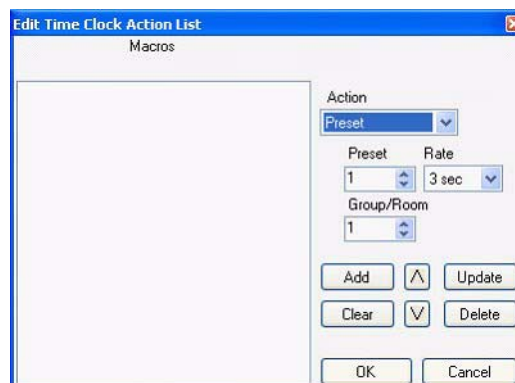 Edit Time Clock Action List
Macros
Action
Preset
Preset Rate
1 3 sec
Group/Room
1
Add Update
Clear Delete
OK Cancel